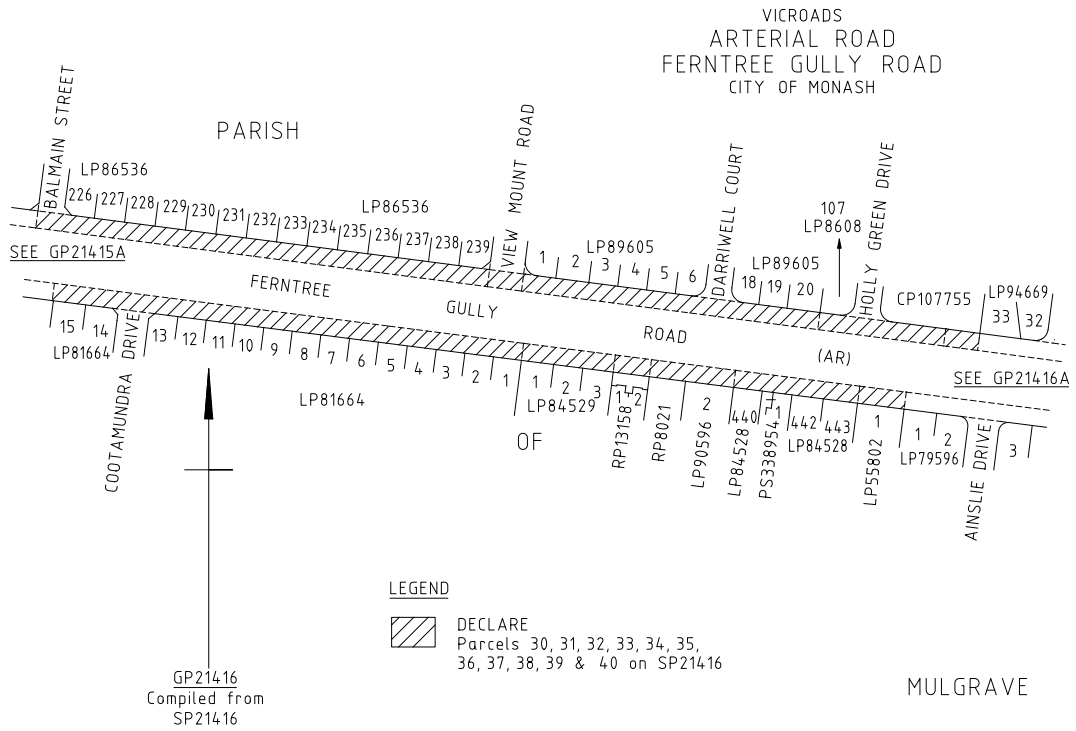 VICROADS
ARTERIAL ROAD
FERNTREE GULLY ROAD
CITY OF MONASH
PARISH
BALMAIN STREET
VIEW MOUNT ROAD
DARRIWELL COURT
HOLLY GREEN DRIVE
LP86536
LP86536
226 227 228 229 230 231 232 233 234 235 236 237 238 239
LP89605
1 2 3 4 5 6
LP89605
18 19 20
107
LP8608
CP107755
LP94669
33 32
SEE GP21415A
FERNTREE GULLY ROAD (AR)
SEE GP21416A
15 14
LP81664
COOTAMUNDRA DRIVE
13 12 11 10 9 8 7 6 5 4 3 2 1
LP81664
1 2 3
LP84529
1 2
RP13158
RP8021
2
LP90596
440
LP84528
1
PS338954
442 443
LP84528
1
LP55802
1 2
LP79596
AINSLIE DRIVE
3
OF
LEGEND
DECLARE
Parcels 30, 31, 32, 33, 34, 35,
36, 37, 38, 39 & 40 on SP21416
GP21416
Compiled from
SP21416
MULGRAVE